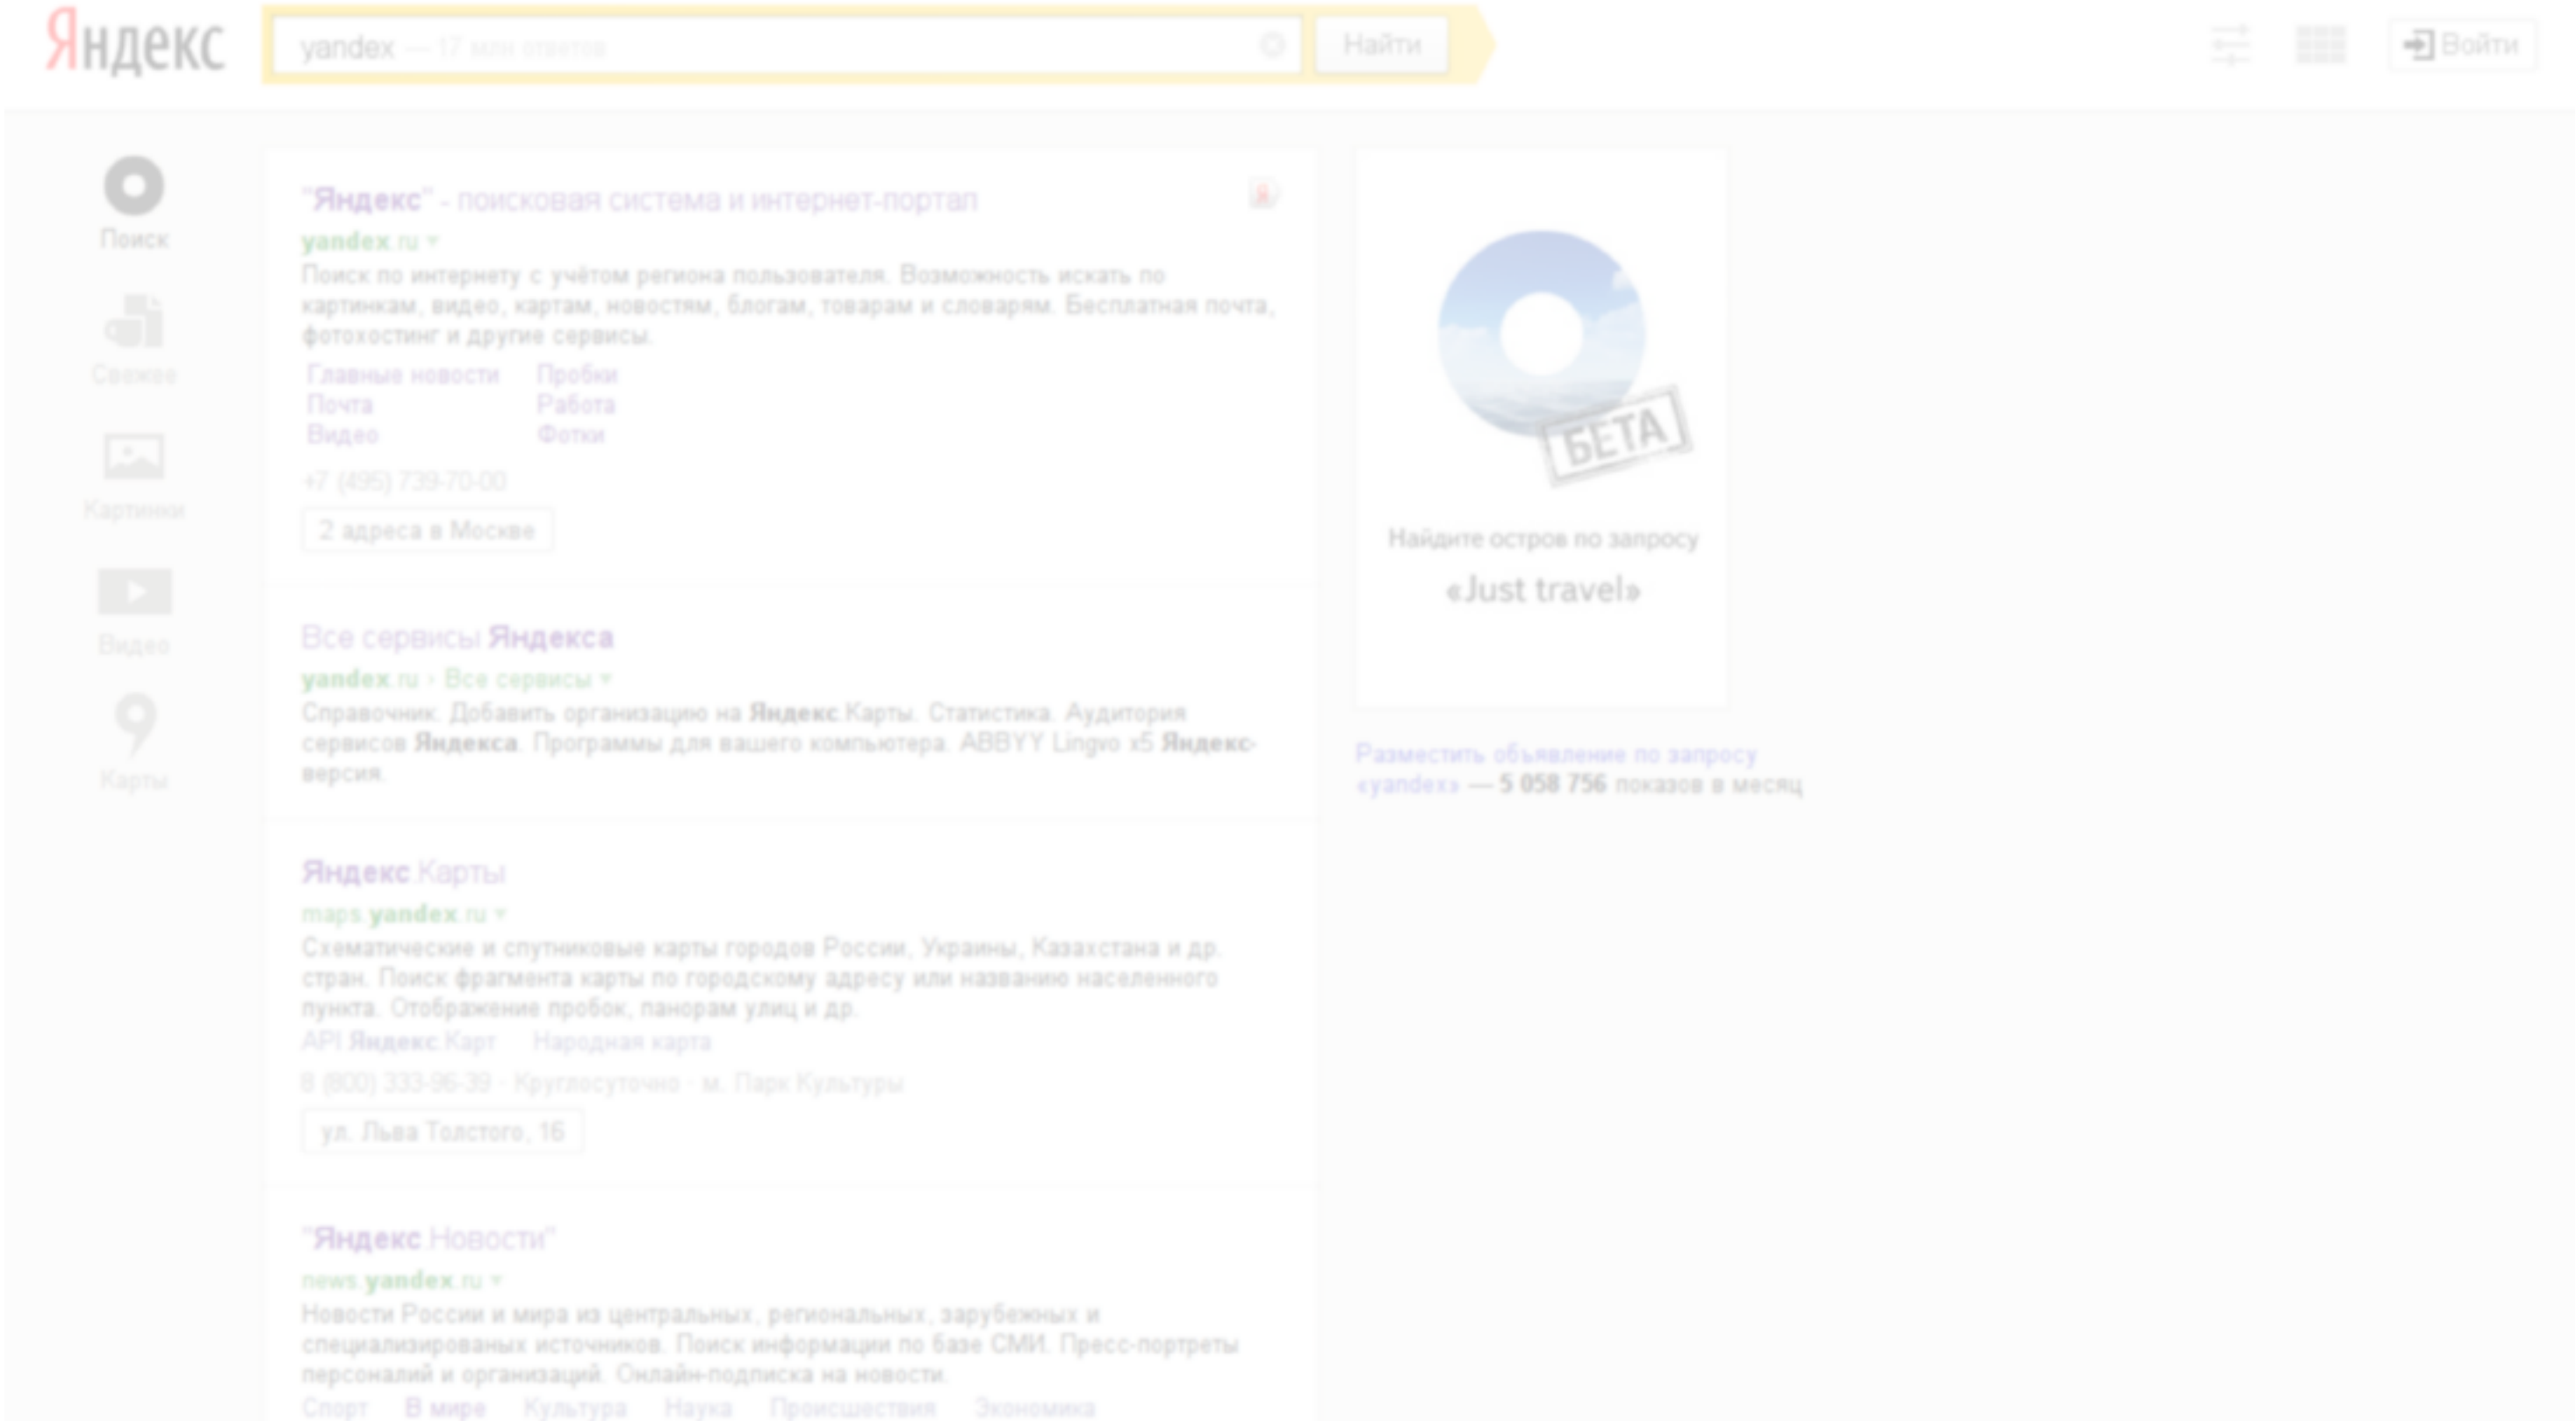 Яндекс
yandex — 17 млн ответов
Найти
Войти
Поиск
Свежее
Картинки
Видео
Карты
"Яндекс" - поисковая система и интернет-портал
yandex.ru
Поиск по интернету с учётом региона пользователя. Возможность искать по
картинкам, видео, картам, новостям, блогам, товарам и словарям. Бесплатная почта,
фотохостинг и другие сервисы.
Главные новости Пробки
Почта Работа
Видео Фотки
+7 (495) 739-70-00
2 адреса в Москве
Все сервисы Яндекса
yandex.ru › Все сервисы
Справочник. Добавить организацию на Яндекс.Карты. Статистика. Аудитория
сервисов Яндекса. Программы для вашего компьютера. ABBYY Lingvo x5 Яндекс-
версия.
Яндекс.Карты
maps.yandex.ru
Схематические и спутниковые карты городов России, Украины, Казахстана и др.
стран. Поиск фрагмента карты по городскому адресу или названию населенного
пункта. Отображение пробок, панорам улиц и др.
API Яндекс.Карт Народная карта
8 (800) 333-96-39 · Круглосуточно · м. Парк Культуры
ул. Льва Толстого, 16
"Яндекс.Новости"
news.yandex.ru
Новости России и мира из центральных, региональных, зарубежных и
специализированых источников. Поиск информации по базе СМИ. Пресс-портреты
персоналий и организаций. Онлайн-подписка на новости.
Спорт В мире Культура Наука Происшествия Экономика
БЕТА
Найдите остров по запросу
«Just travel»
Разместить объявление по запросу
«yandex» — 5 058 756 показов в месяц